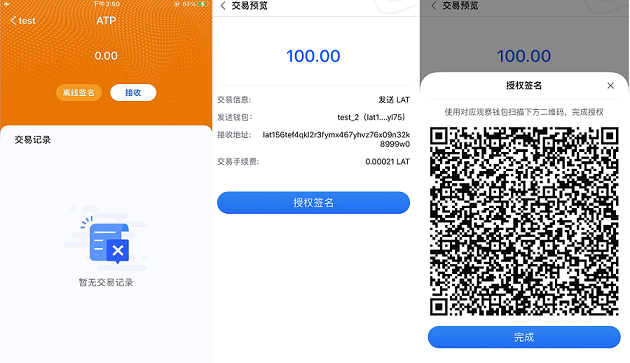 下午2:50
84%
test
ATP
0.00
离线签名
接收
交易记录
暂无交易记录
交易预览
100.00
交易信息:
发送 LAT
发送钱包:
test_2（lat1....yl75）
接收地址:
lat156tef4qkl2r3fymx467yhvz76x09n32k
8999w0
交易手续费:
0.00021 LAT
授权签名
交易预览
100.00
授权签名
使用对应观察钱包扫描下方二维码，完成授权
完成